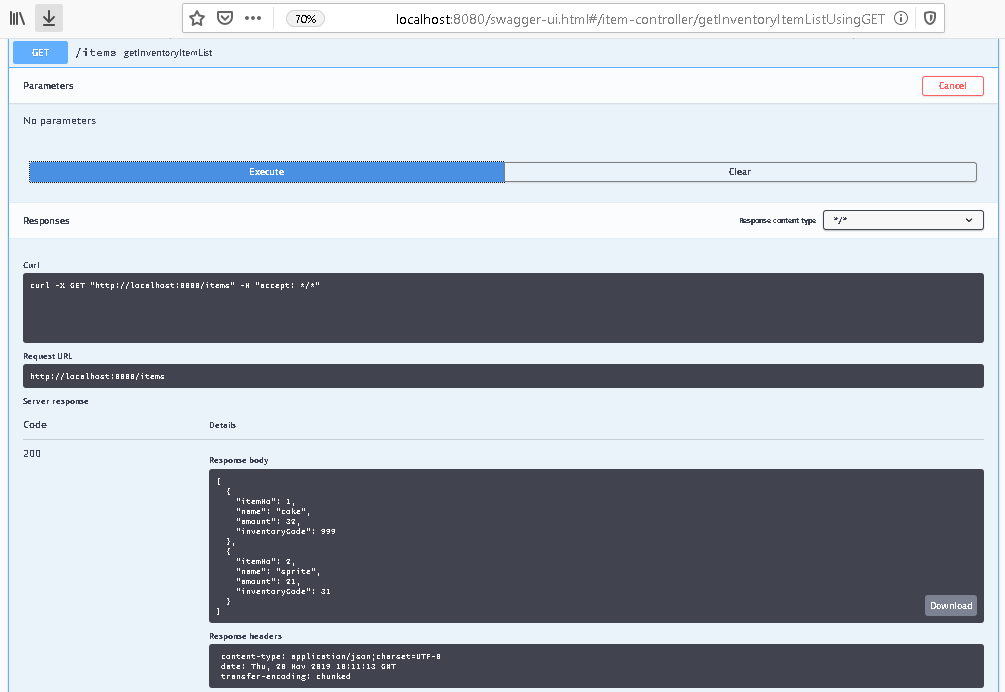 70%
localhost:8080/swagger-ui.html#/item-controller/getInventoryItemListUsingGET
GET /items getInventoryItemList
Parameters
Cancel
No parameters
Execute
Clear
Responses
Response content type
*/*
Curl
curl -X GET "http://localhost:8080/items" -H "accept: */*"
Request URL
http://localhost:8080/items
Server response
Code
Details
200
Response body
[
{
"itemNo": 1,
"name": "coke",
"amount": 32,
"inventoryCode": 999
},
{
"itemNo": 2,
"name": "sprite",
"amount": 21,
"inventoryCode": 31
}
]
Download
Response headers
content-type: application/json;charset=UTF-8
date: Thu, 28 Nov 2019 18:11:13 GMT
transfer-encoding: chunked